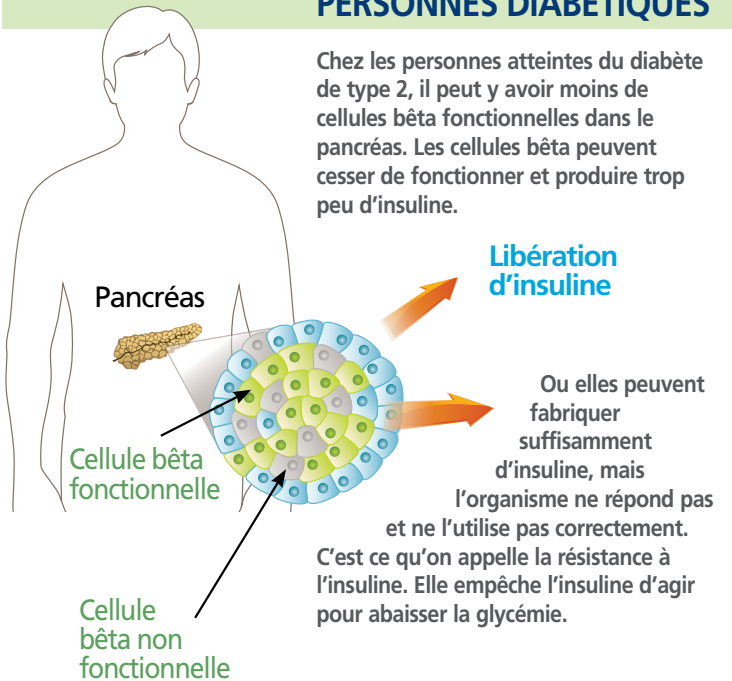 PERSONNES DIABÉTIQUES
Chez les personnes atteintes du diabète
de type 2, il peut y avoir moins de
cellules bêta fonctionnelles dans le
pancréas. Les cellules bêta peuvent
cesser de fonctionner et produire trop
peu d’insuline.
Libération
d’insuline
Pancréas
Ou elles peuvent
fabriquer
suffisamment
d’insuline, mais
l’organisme ne répond pas
et ne l’utilise pas correctement.
C’est ce qu’on appelle la résistance à
l’insuline. Elle empêche l’insuline d’agir
pour abaisser la glycémie.
Cellule bêta
fonctionnelle
Cellule
bêta non
fonctionnelle